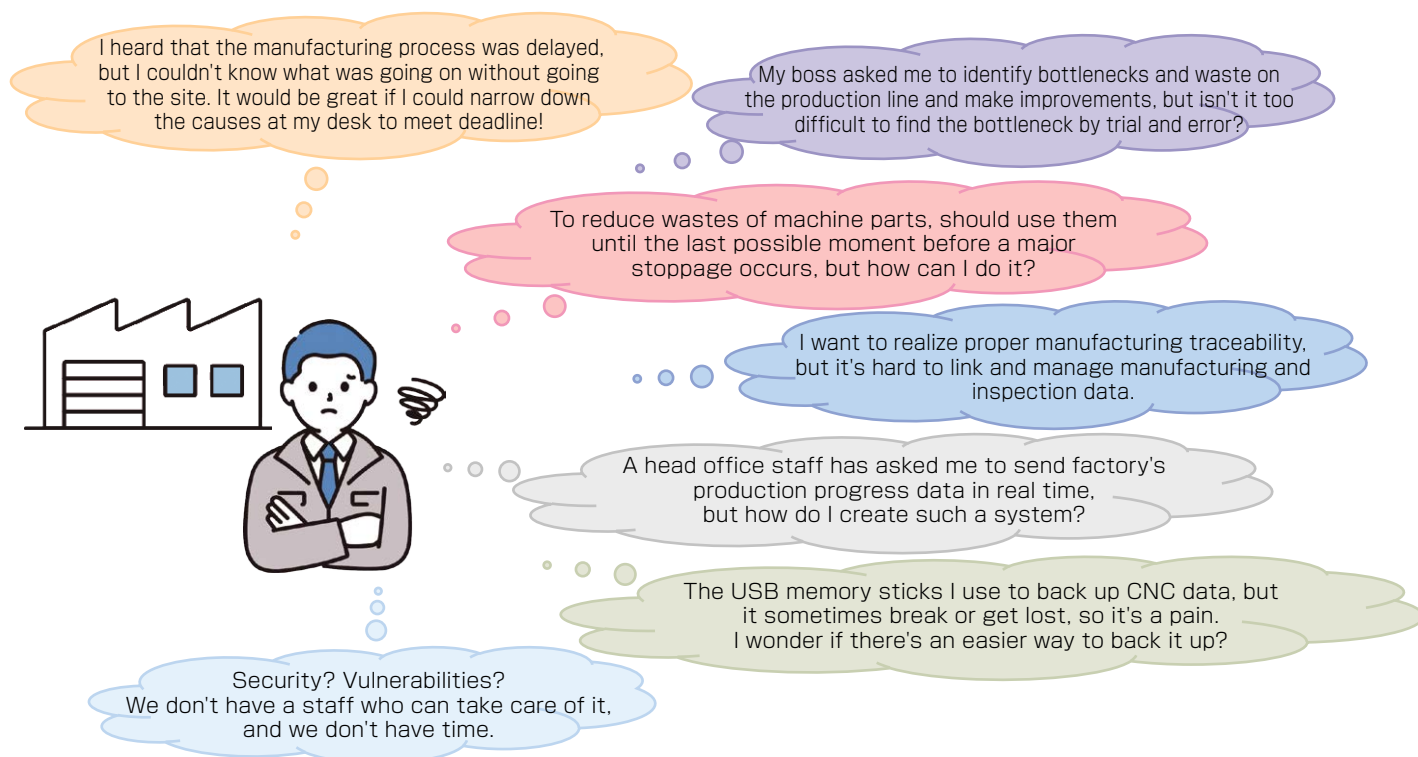 I heard that the manufacturing process was delayed,
but I couldn't know what was going on without going
to the site. It would be great if I could narrow down
the causes at my desk to meet deadline!
My boss asked me to identify bottlenecks and waste on
the production line and make improvements, but isn't it too
difficult to find the bottleneck by trial and error?
To reduce wastes of machine parts, should use them
until the last possible moment before a major
stoppage occurs, but how can I do it?
I want to realize proper manufacturing traceability,
but it's hard to link and manage manufacturing and
inspection data.
A head office staff has asked me to send factory's
production progress data in real time,
but how do I create such a system?
The USB memory sticks I use to back up CNC data, but
it sometimes break or get lost, so it's a pain.
I wonder if there's an easier way to back it up?
Security? Vulnerabilities?
We don't have a staff who can take care of it,
and we don't have time.